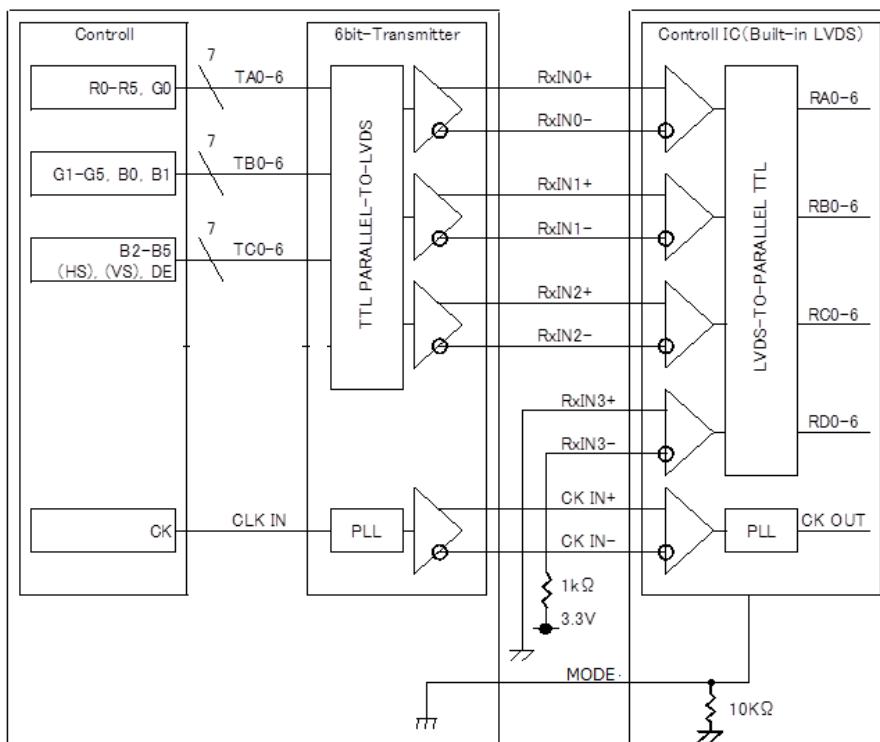 Controll
6bit-Transmitter
Controll IC(Built-in LVDS)
R0-R5, G0
7
TA0-6
RxIN0+
RxIN0-
RA0-6
G1-G5, B0, B1
7
TB0-6
RxIN1+
RxIN1-
RB0-6
B2-B5
(HS), (VS), DE
7
TC0-6
RxIN2+
RxIN2-
RC0-6
TTL PARALLEL-TO-LVDS
LVDS-TO-PARALLEL TTL
RxIN3+
RxIN3-
RD0-6
CK
CLK IN
PLL
CK IN+
CK IN-
PLL
CK OUT
1kΩ
3.3V
MODE
10KΩ